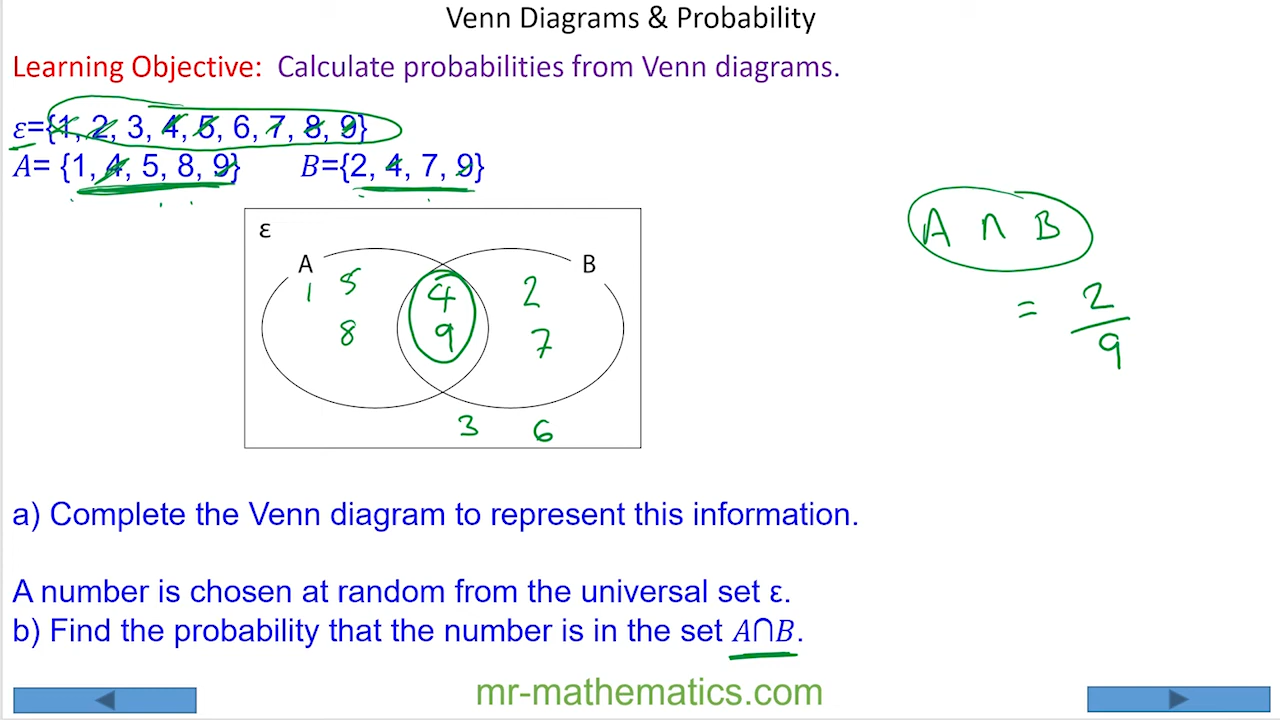 Venn Diagrams & Probability
Learning Objective: Calculate probabilities from Venn diagrams.
ε={1, 2, 3, 4, 5, 6, 7, 8, 9}
A= {1, 4, 5, 8, 9} B={2, 4, 7, 9}
A ∩ B
= 2/9
ε
A B
1 5 4 2
8 9 7
3 6
a) Complete the Venn diagram to represent this information.
A number is chosen at random from the universal set ε.
b) Find the probability that the number is in the set A∩B.
mr-mathematics.com